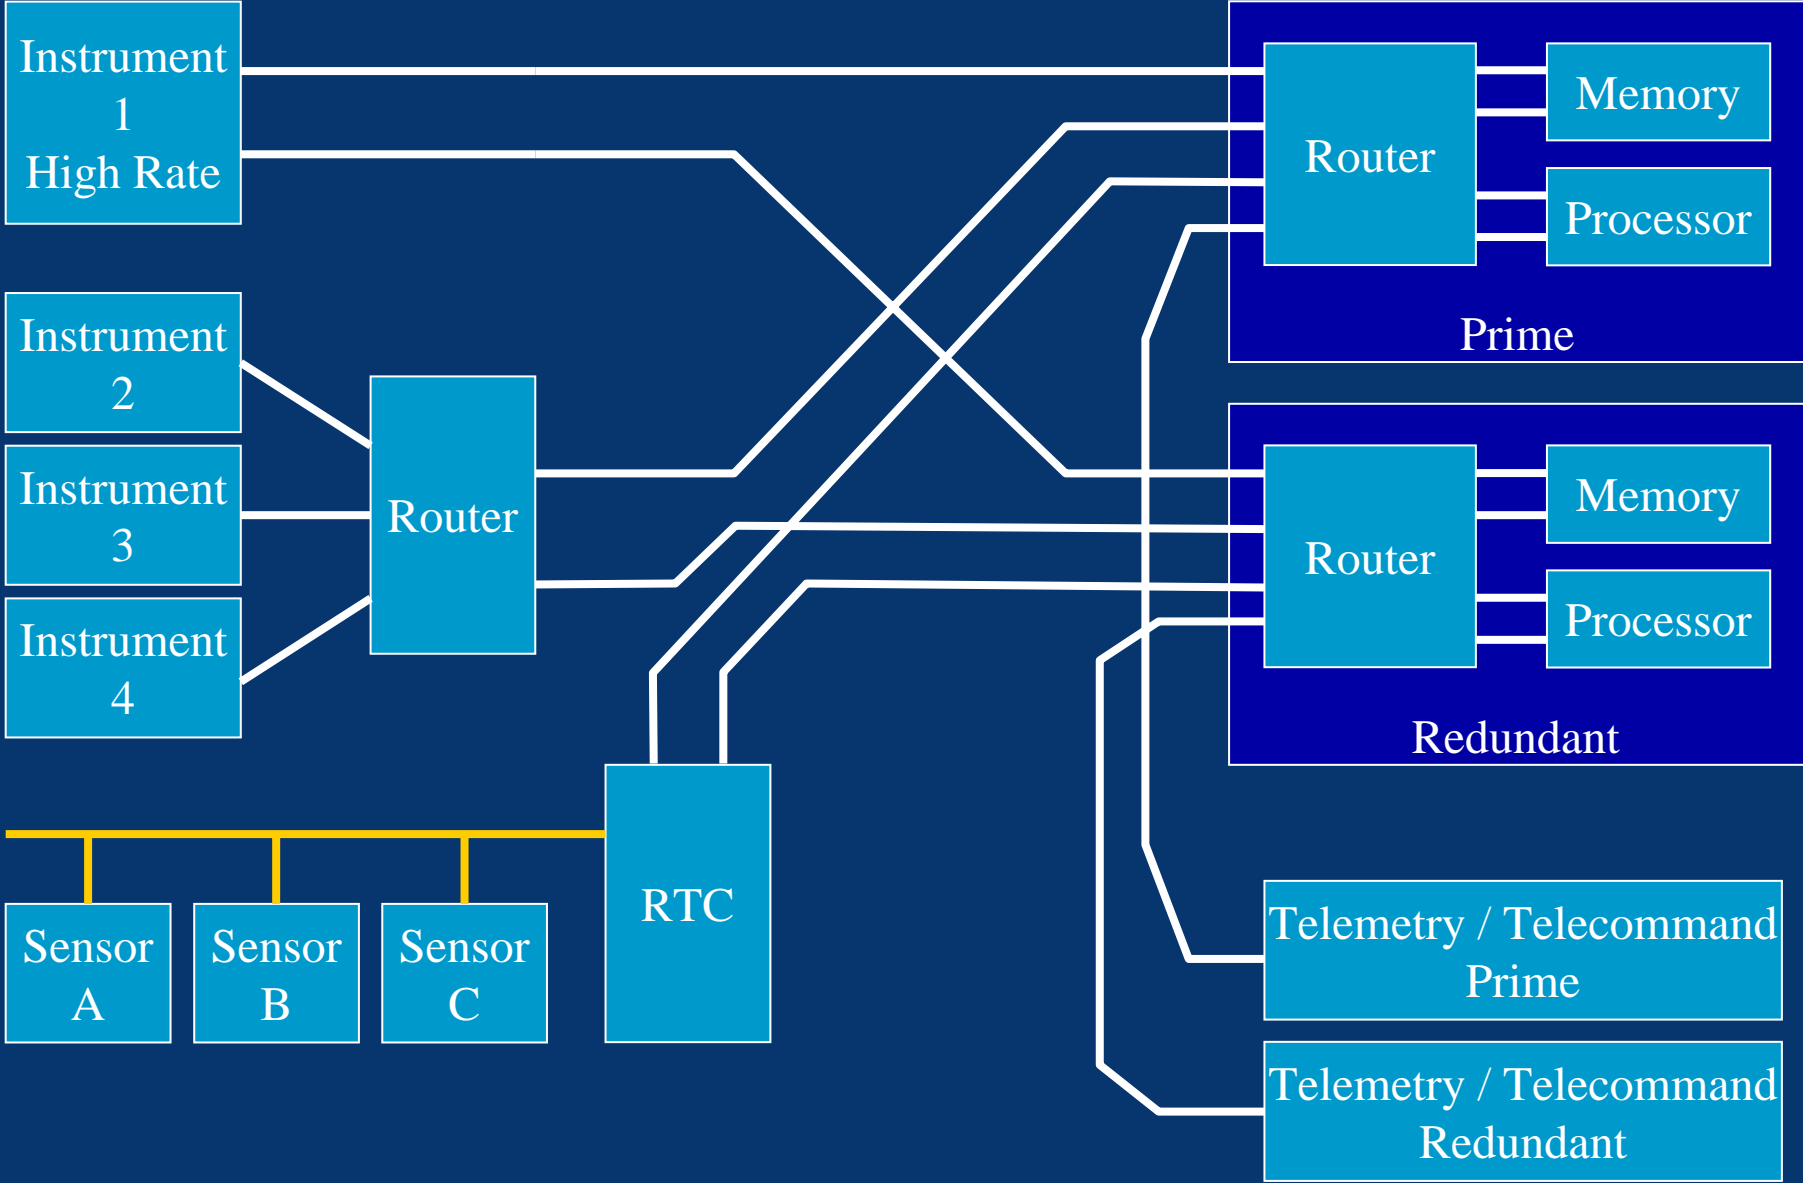 Instrument
1
High Rate
Instrument
2
Instrument
3
Instrument
4
Router
Sensor
A
Sensor
B
Sensor
C
RTC
Router
Memory
Processor
Prime
Router
Memory
Processor
Redundant
Telemetry / Telecommand
Prime
Telemetry / Telecommand
Redundant